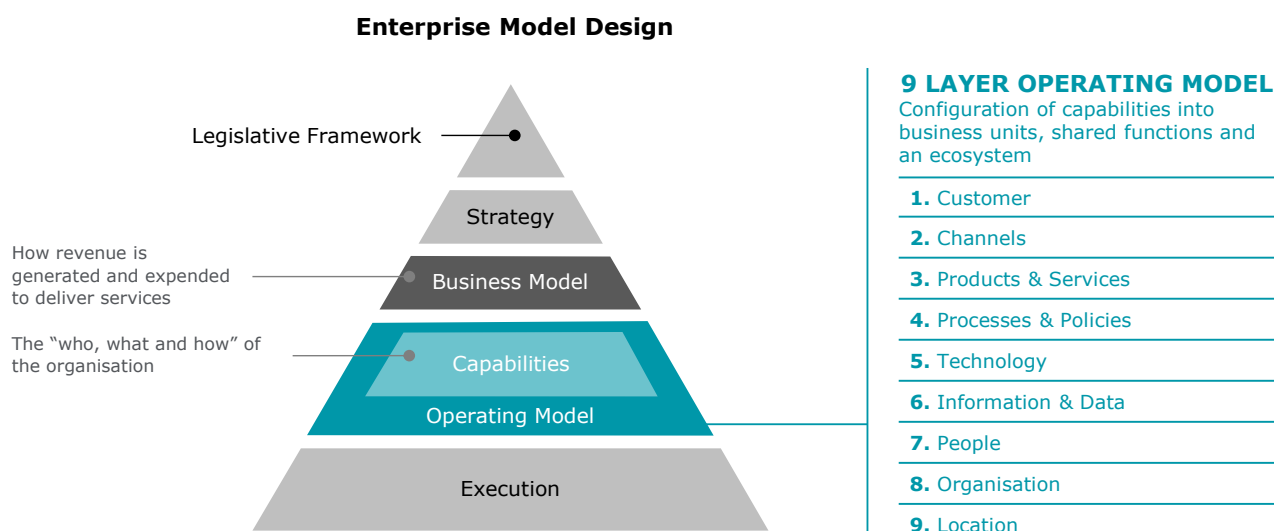 Enterprise Model Design
Legislative Framework
Strategy
How revenue is
generated and expended
to deliver services
Business Model
The “who, what and how” of
the organisation
Capabilities
Operating Model
Execution
9 LAYER OPERATING MODEL
Configuration of capabilities into
business units, shared functions and
an ecosystem
1. Customer
2. Channels
3. Products & Services
4. Processes & Policies
5. Technology
6. Information & Data
7. People
8. Organisation
9. Location